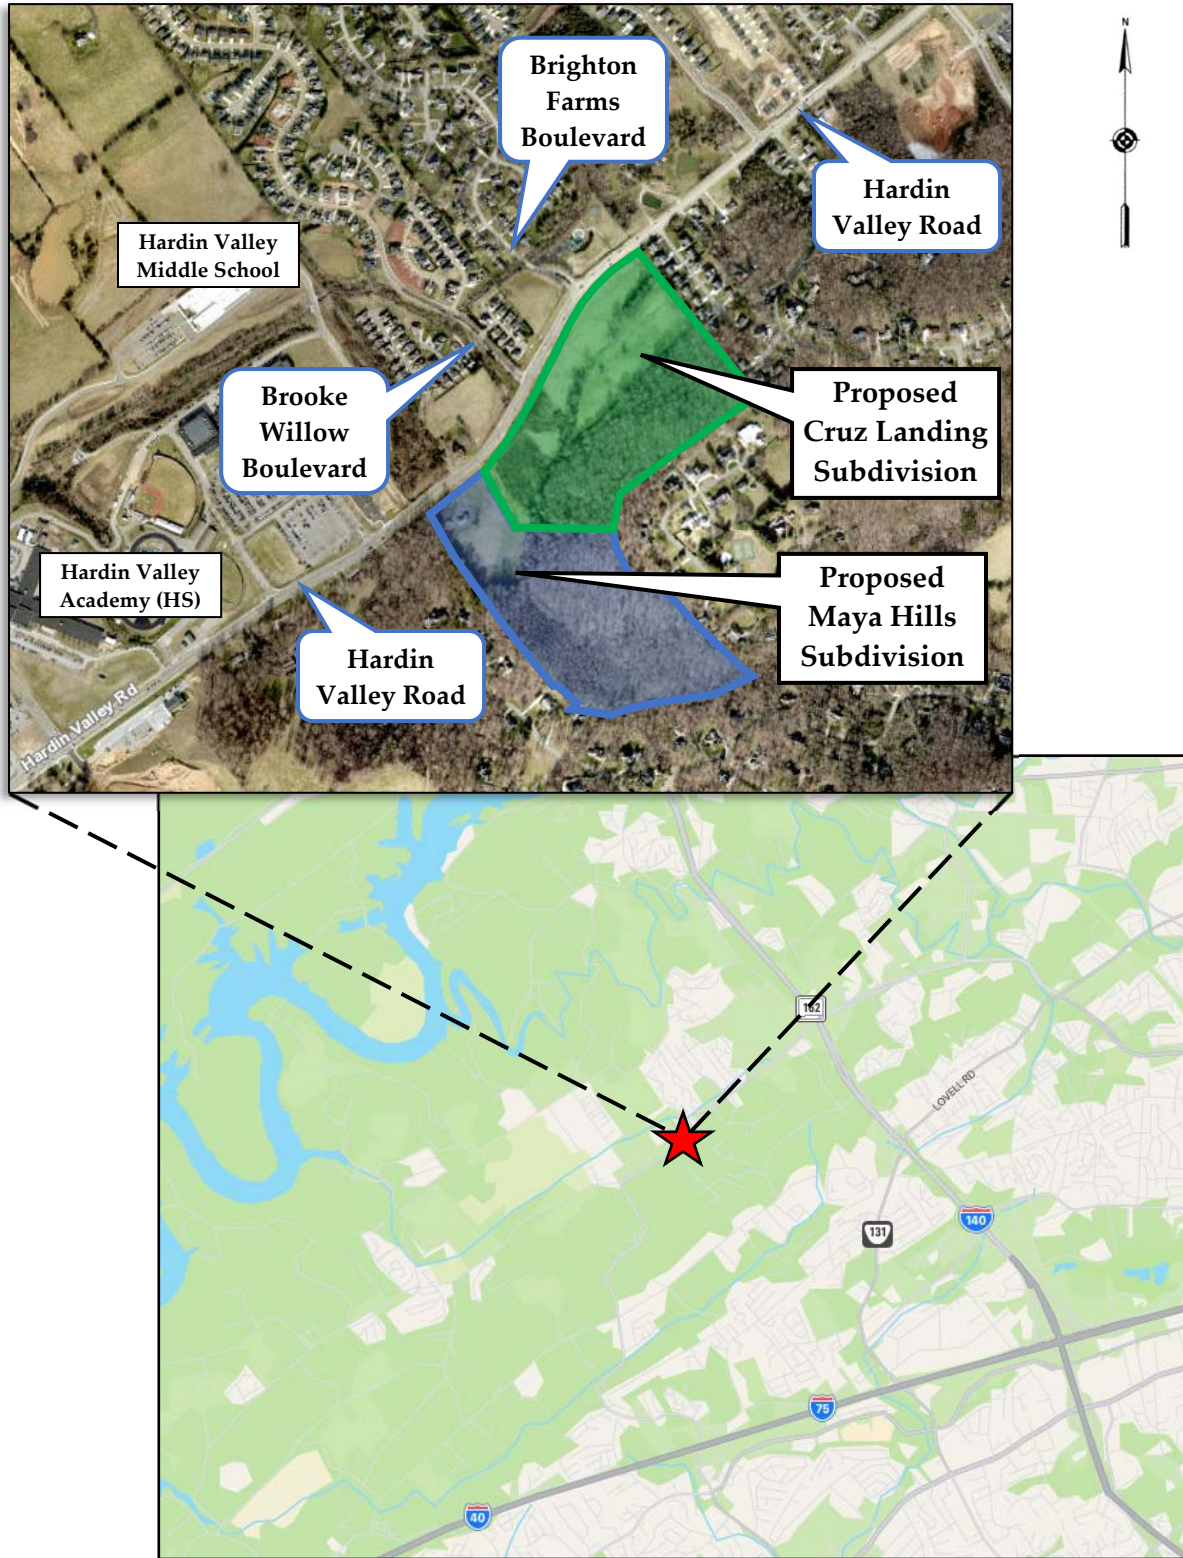 N
Brighton
Farms
Boulevard
Hardin
Valley Road
Hardin Valley
Middle School
Brooke
Willow
Boulevard
Proposed
Cruz Landing
Subdivision
Hardin Valley
Academy (HS)
Proposed
Maya Hills
Subdivision
Hardin
Valley Road
Hardin Valley Rd
162
LOVELL RD
131
140
75
40